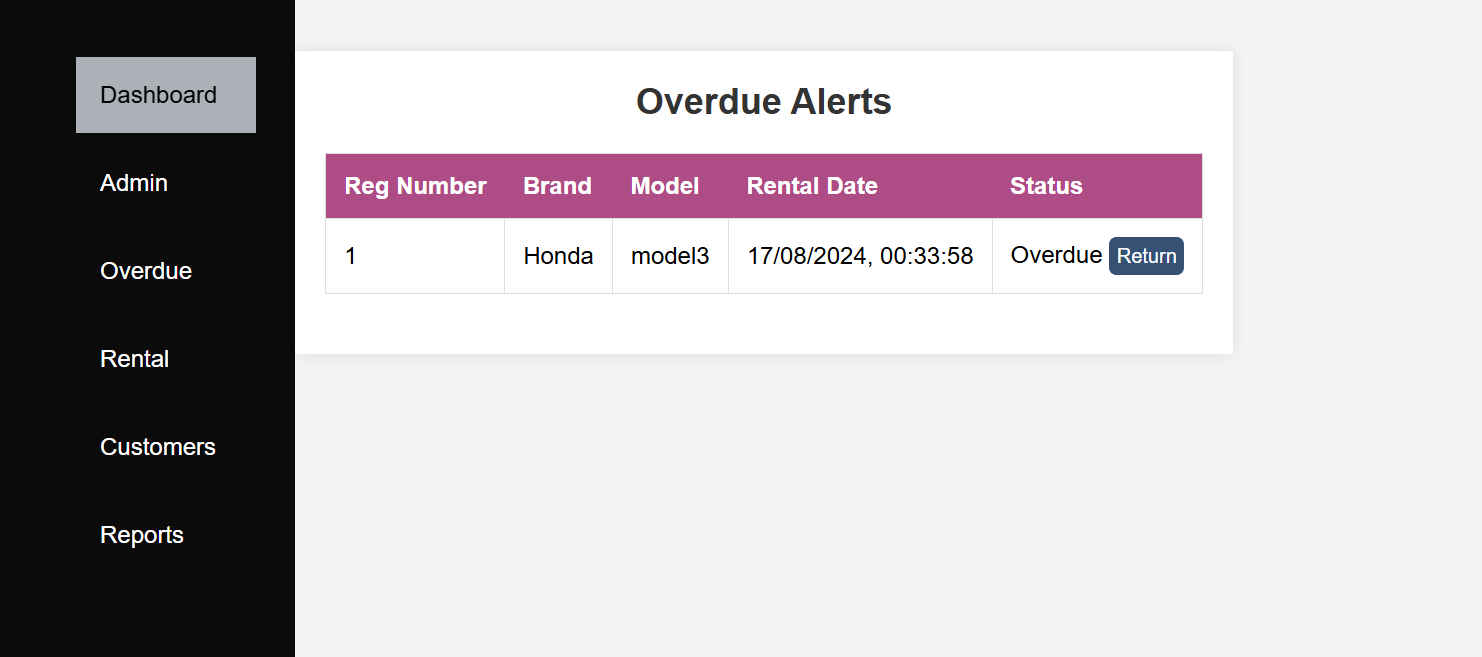 Dashboard
Admin
Overdue
Rental
Customers
Reports
Overdue Alerts
Reg Number Brand Model Rental Date Status
1 Honda model3 17/08/2024, 00:33:58 Overdue Return